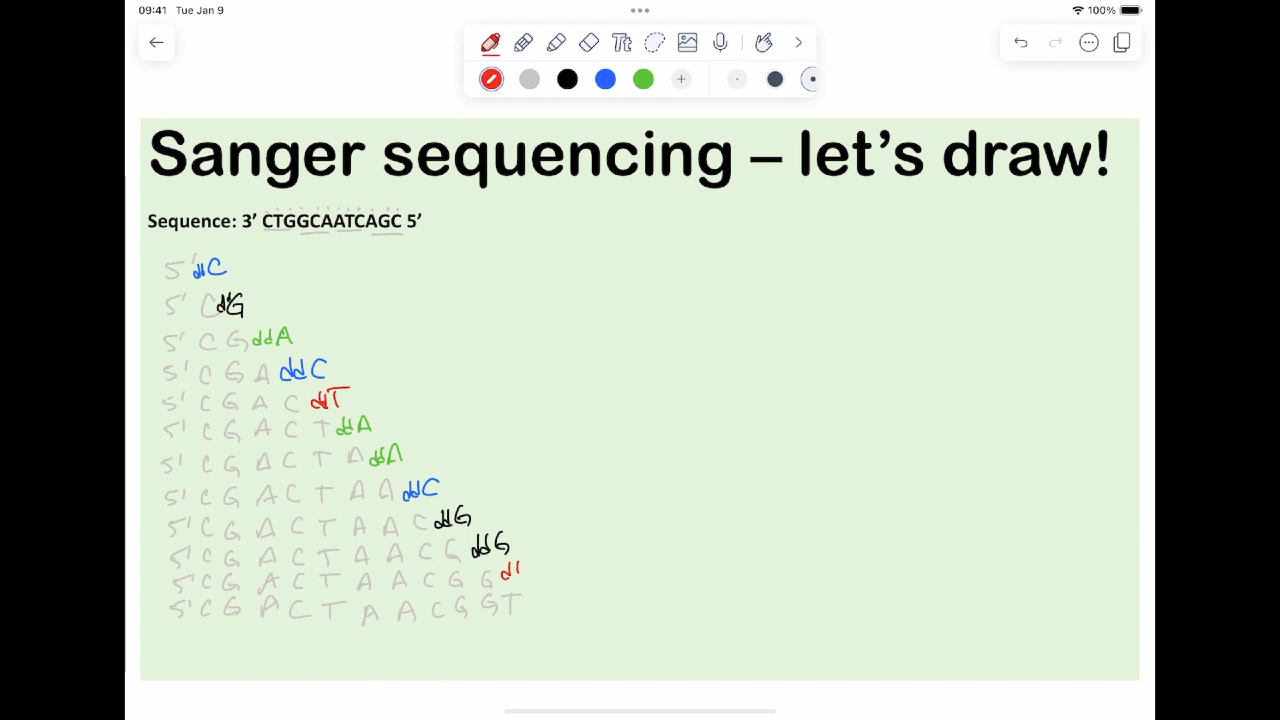 09:41 Tue Jan 9 100%
Tt
Sanger sequencing – let's draw!
Sequence: 3' CTGGCAATCAGC 5'
5' ddC
5' C ddG
5' C G ddA
5' C G A ddC
5' C G A C ddT
5' C G A C T ddA
5' C G A C T A ddA
5' C G A C T A A ddC
5' C G A C T A A C ddG
5' C G A C T A A C G ddG
5' C G A C T A A C G G d
5' C G A C T A A C G G T